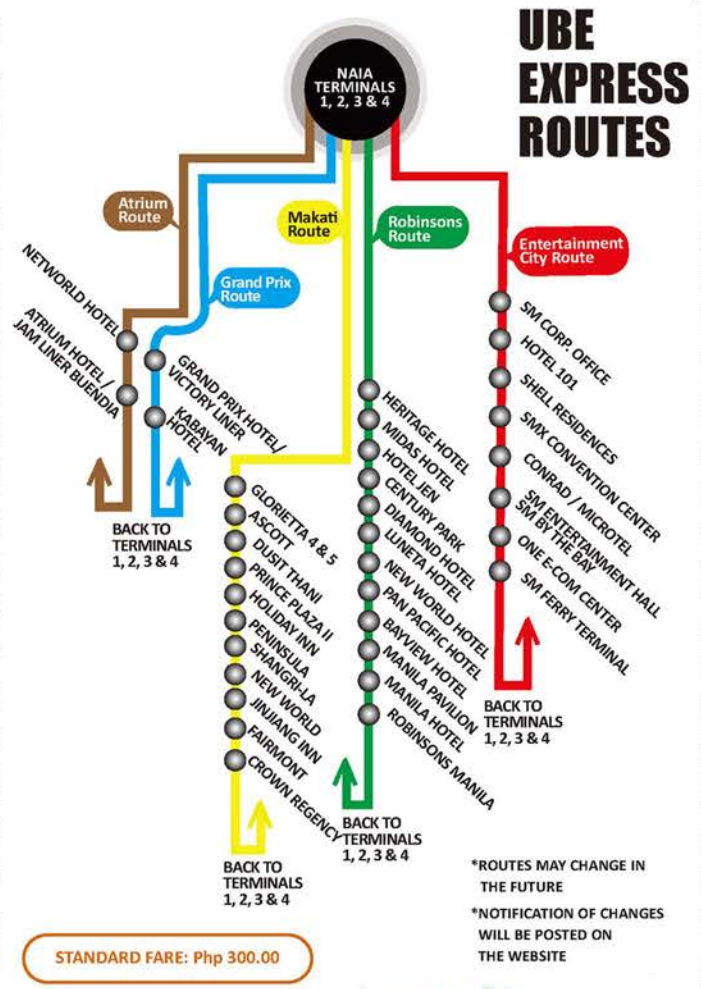 UBE
EXPRESS
ROUTES
NAIA
TERMINALS
1, 2, 3 & 4
Atrium
Route
Grand Prix
Route
Makati
Route
Robinsons
Route
Entertainment
City Route
NETWORLD HOTEL
ATRIUM HOTEL /
JAM LINER BUENDIA
BACK TO
TERMINALS
1, 2, 3 & 4
GRAND PRIX HOTEL/
VICTORY LINER
KABAYAN
HOTEL
GLORIETTA 4 & 5
ASCOTT
DUSIT THANI
PRINCE PLAZA II
HOLIDAY INN
PENINSULA
SHANGRI-LA
NEW WORLD
JINJIANG INN
FAIRMONT
CROWN REGENCY
BACK TO
TERMINALS
1, 2, 3 & 4
HERITAGE HOTEL
MIDAS HOTEL
HOTEL JEN
CENTURY PARK
DIAMOND HOTEL
LUNETA HOTEL
NEW WORLD HOTEL
PAN PACIFIC HOTEL
BAYVIEW HOTEL
MANILA PAVILION
MANILA HOTEL
ROBINSONS MANILA
BACK TO
TERMINALS
1, 2, 3 & 4
SM CORP. OFFICE
HOTEL 101
SHELL RESIDENCES
SMX CONVENTION CENTER
CONRAD / MICROTEL
SM ENTERTAINMENT HALL
SM BY THE BAY
ONE E-COM CENTER
SM FERRY TERMINAL
BACK TO
TERMINALS
1, 2, 3 & 4
*ROUTES MAY CHANGE IN
THE FUTURE
*NOTIFICATION OF CHANGES
WILL BE POSTED ON
THE WEBSITE
STANDARD FARE: Php 300.00